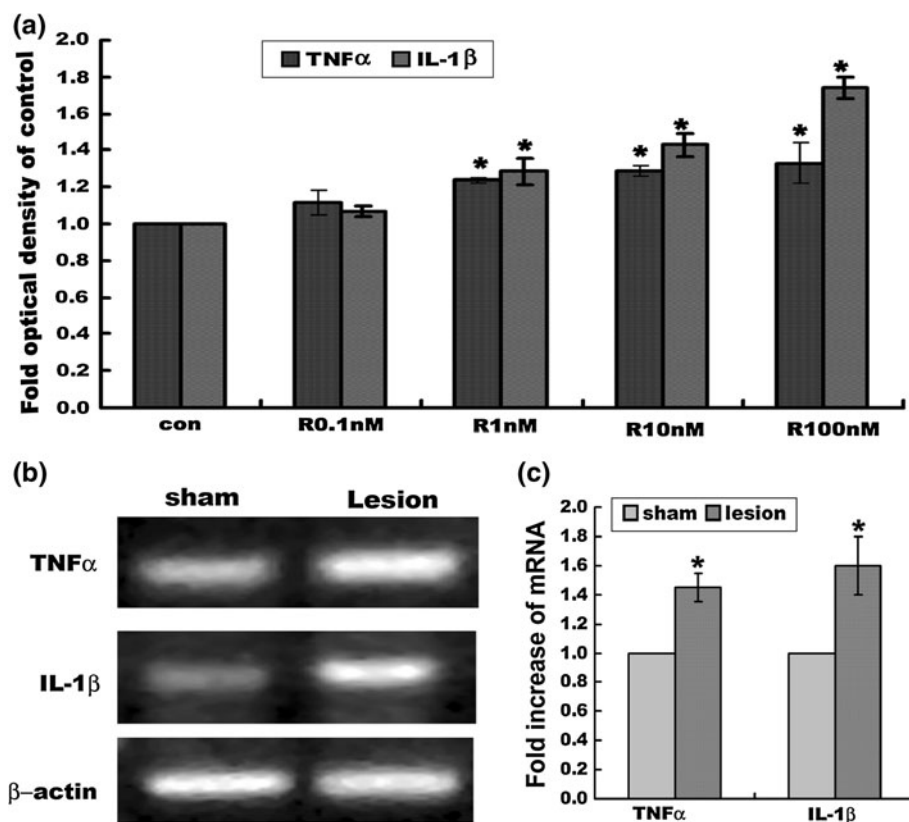 (a)
Fold optical density of control
2.0
1.8
1.6
1.4
1.2
1.0
0.8
0.6
0.4
0.2
0.0
TNFα IL-1β
* * * * * *
con R0.1nM R1nM R10nM R100nM
(b)
sham Lesion
TNFα
IL-1β
β-actin
(c)
Fold increase of mRNA
2.0
1.8
1.6
1.4
1.2
1.0
0.8
0.6
0.4
0.2
0.0
sham lesion
* *
TNFα IL-1β